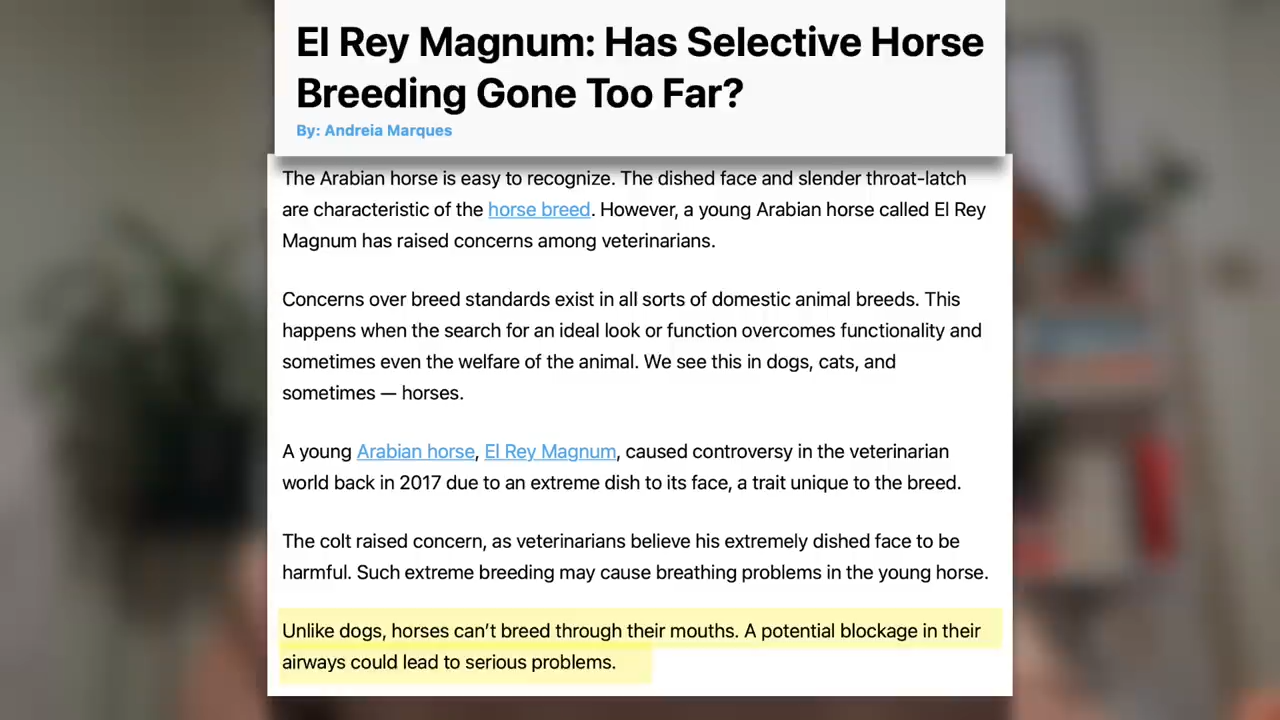 El Rey Magnum: Has Selective Horse
Breeding Gone Too Far?
By: Andreia Marques
The Arabian horse is easy to recognize. The dished face and slender throat-latch
are characteristic of the horse breed. However, a young Arabian horse called El Rey
Magnum has raised concerns among veterinarians.
Concerns over breed standards exist in all sorts of domestic animal breeds. This
happens when the search for an ideal look or function overcomes functionality and
sometimes even the welfare of the animal. We see this in dogs, cats, and
sometimes — horses.
A young Arabian horse, El Rey Magnum, caused controversy in the veterinarian
world back in 2017 due to an extreme dish to its face, a trait unique to the breed.
The colt raised concern, as veterinarians believe his extremely dished face to be
harmful. Such extreme breeding may cause breathing problems in the young horse.
Unlike dogs, horses can’t breed through their mouths. A potential blockage in their
airways could lead to serious problems.